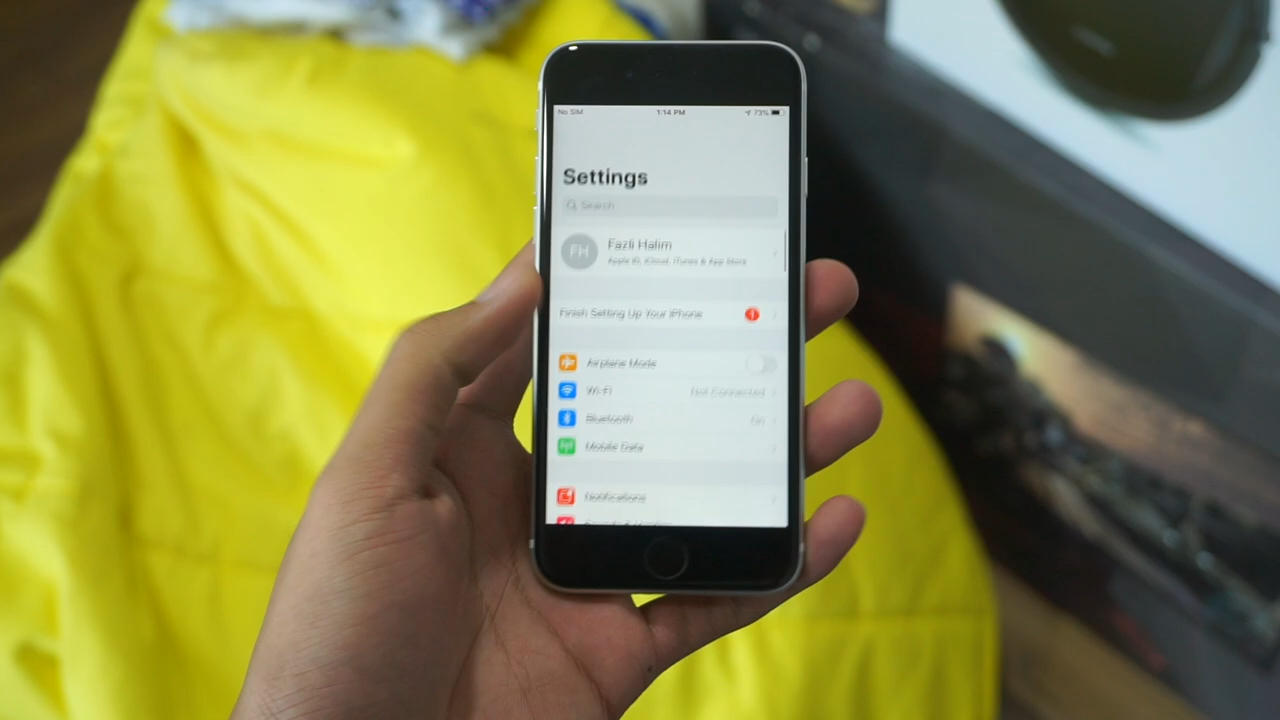 No SIM 1:14 PM 73%
Settings
Search
FH
Fazli Halim
Apple ID, iCloud, iTunes & App Store
Finish Setting Up Your iPhone 1
Airplane Mode
Wi-Fi Not Connected
Bluetooth On
Mobile Data
Notifications